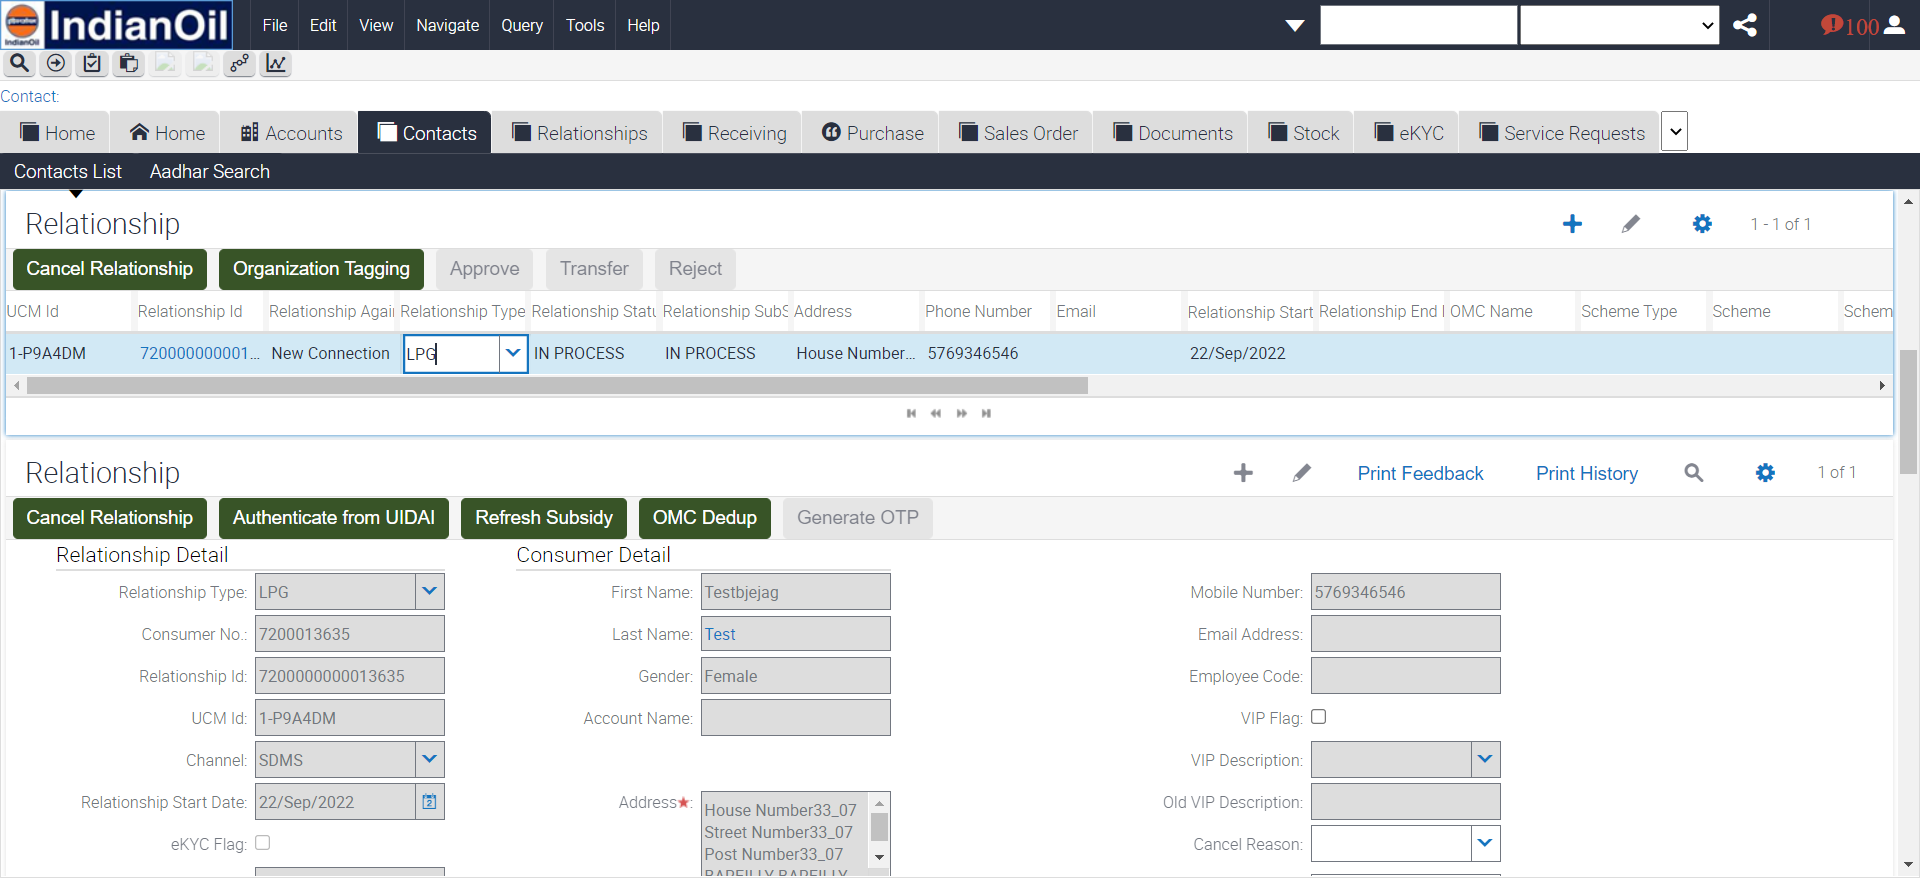 IndianOil IndianOil File Edit View Navigate Query Tools Help 100
Contact:
Home Home Accounts Contacts Relationships Receiving Purchase Sales Order Documents Stock eKYC Service Requests
Contacts List Aadhar Search
Relationship 1 - 1 of 1
Cancel Relationship Organization Tagging Approve Transfer Reject
UCM Id Relationship Id Relationship Agai Relationship Type Relationship Statu Relationship SubS Address Phone Number Email Relationship Start Relationship End OMC Name Scheme Type Scheme Schem
1-P9A4DM 720000000001... New Connection LPG IN PROCESS IN PROCESS House Number... 5769346546 22/Sep/2022
Relationship Print Feedback Print History 1 of 1
Cancel Relationship Authenticate from UIDAI Refresh Subsidy OMC Dedup Generate OTP
Relationship Detail Consumer Detail
Relationship Type: LPG First Name: Testbjejag Mobile Number: 5769346546
Consumer No.: 7200013635 Last Name: Test Email Address:
Relationship Id: 7200000000013635 Gender: Female Employee Code:
UCM Id: 1-P9A4DM Account Name: VIP Flag:
Channel: SDMS VIP Description:
Relationship Start Date: 22/Sep/2022 Address★: House Number33_07 Old VIP Description:
Street Number33_07
eKYC Flag: Post Number33_07 Cancel Reason:
BAREILLY BAREILLY